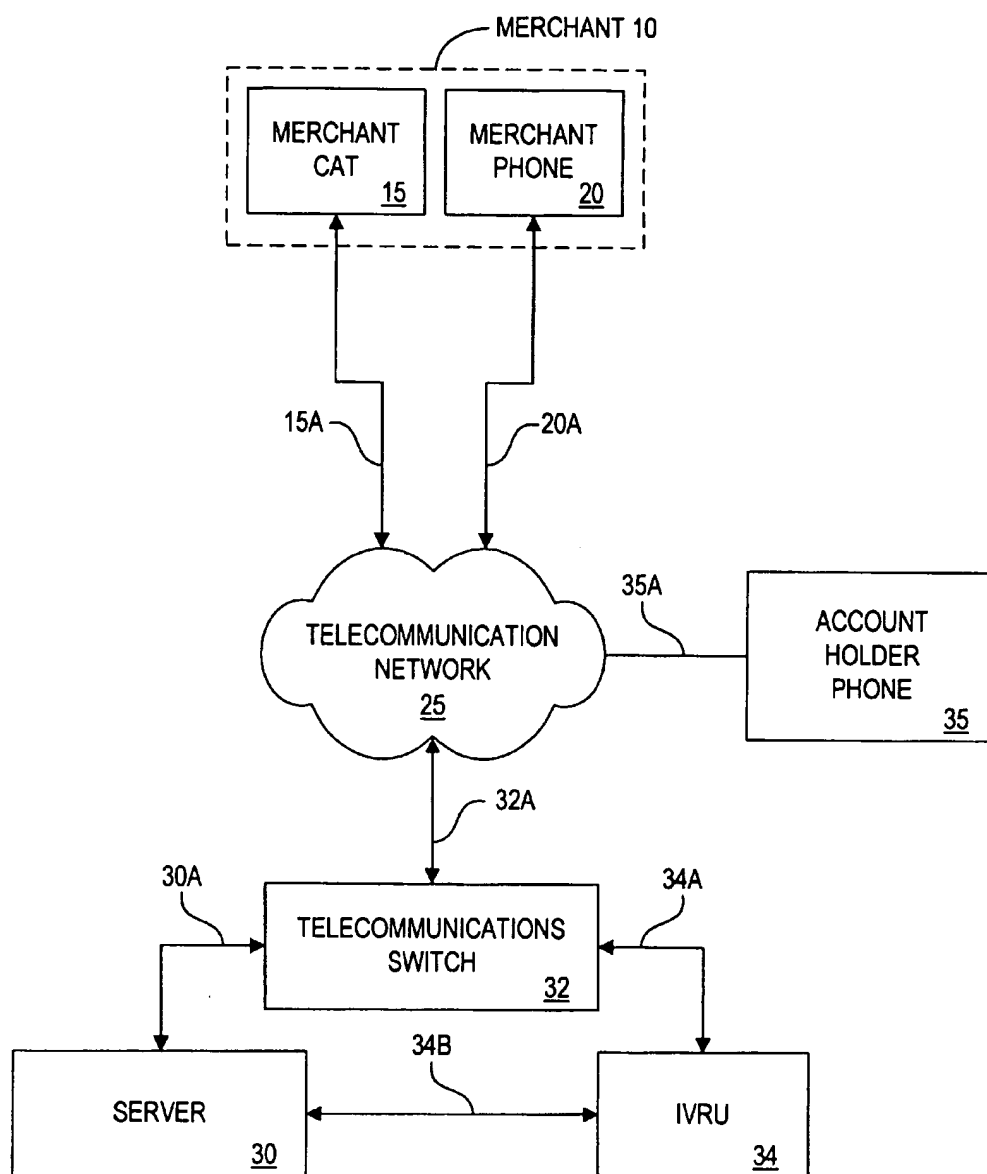 MERCHANT 10
MERCHANT
CAT
15
MERCHANT
PHONE
20
15A
20A
TELECOMMUNICATION
NETWORK
25
35A
ACCOUNT
HOLDER
PHONE
35
32A
30A
TELECOMMUNICATIONS
SWITCH
32
34A
34B
SERVER
30
IVRU
34